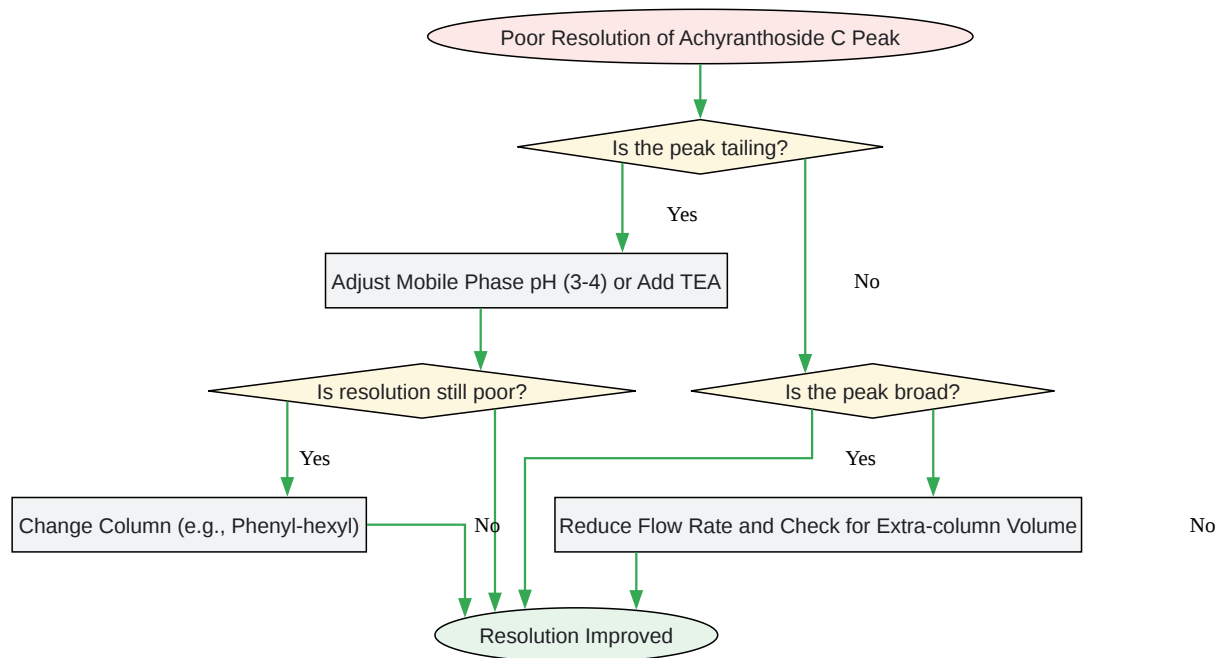 Poor Resolution of Achyranthoside C Peak
Is the peak tailing?
Yes
Adjust Mobile Phase pH (3-4) or Add TEA
No
Is resolution still poor?
Is the peak broad?
Yes
Yes
Change Column (e.g., Phenyl-hexyl)
No
Reduce Flow Rate and Check for Extra-column Volume
No
Resolution Improved